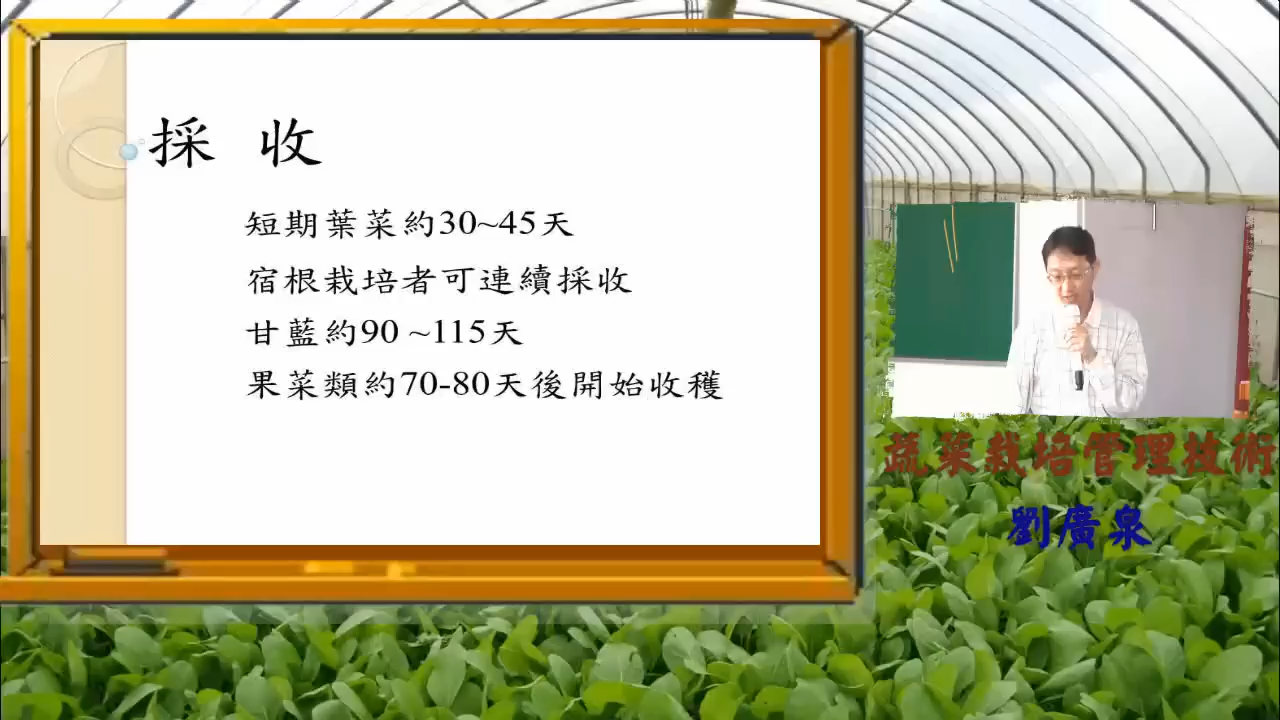 採 收
短期葉菜約30~45天
宿根栽培者可連續採收
甘藍約90 ~115天
果菜類約70-80天後開始收穫
蔬菜栽培管理技術
劉廣泉